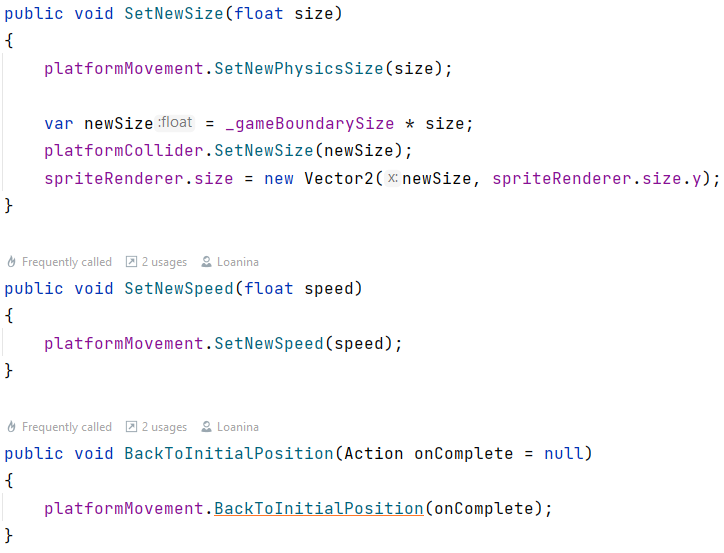 public void SetNewSize(float size)
{
platformMovement.SetNewPhysicsSize(size);
var newSize :float = _gameBoundarySize * size;
platformCollider.SetNewSize(newSize);
spriteRenderer.size = new Vector2( x: newSize, spriteRenderer.size.y);
}
Frequently called 2 usages Loanina
public void SetNewSpeed(float speed)
{
platformMovement.SetNewSpeed(speed);
}
Frequently called 2 usages Loanina
public void BackToInitialPosition(Action onComplete = null)
{
platformMovement.BackToInitialPosition(onComplete);
}